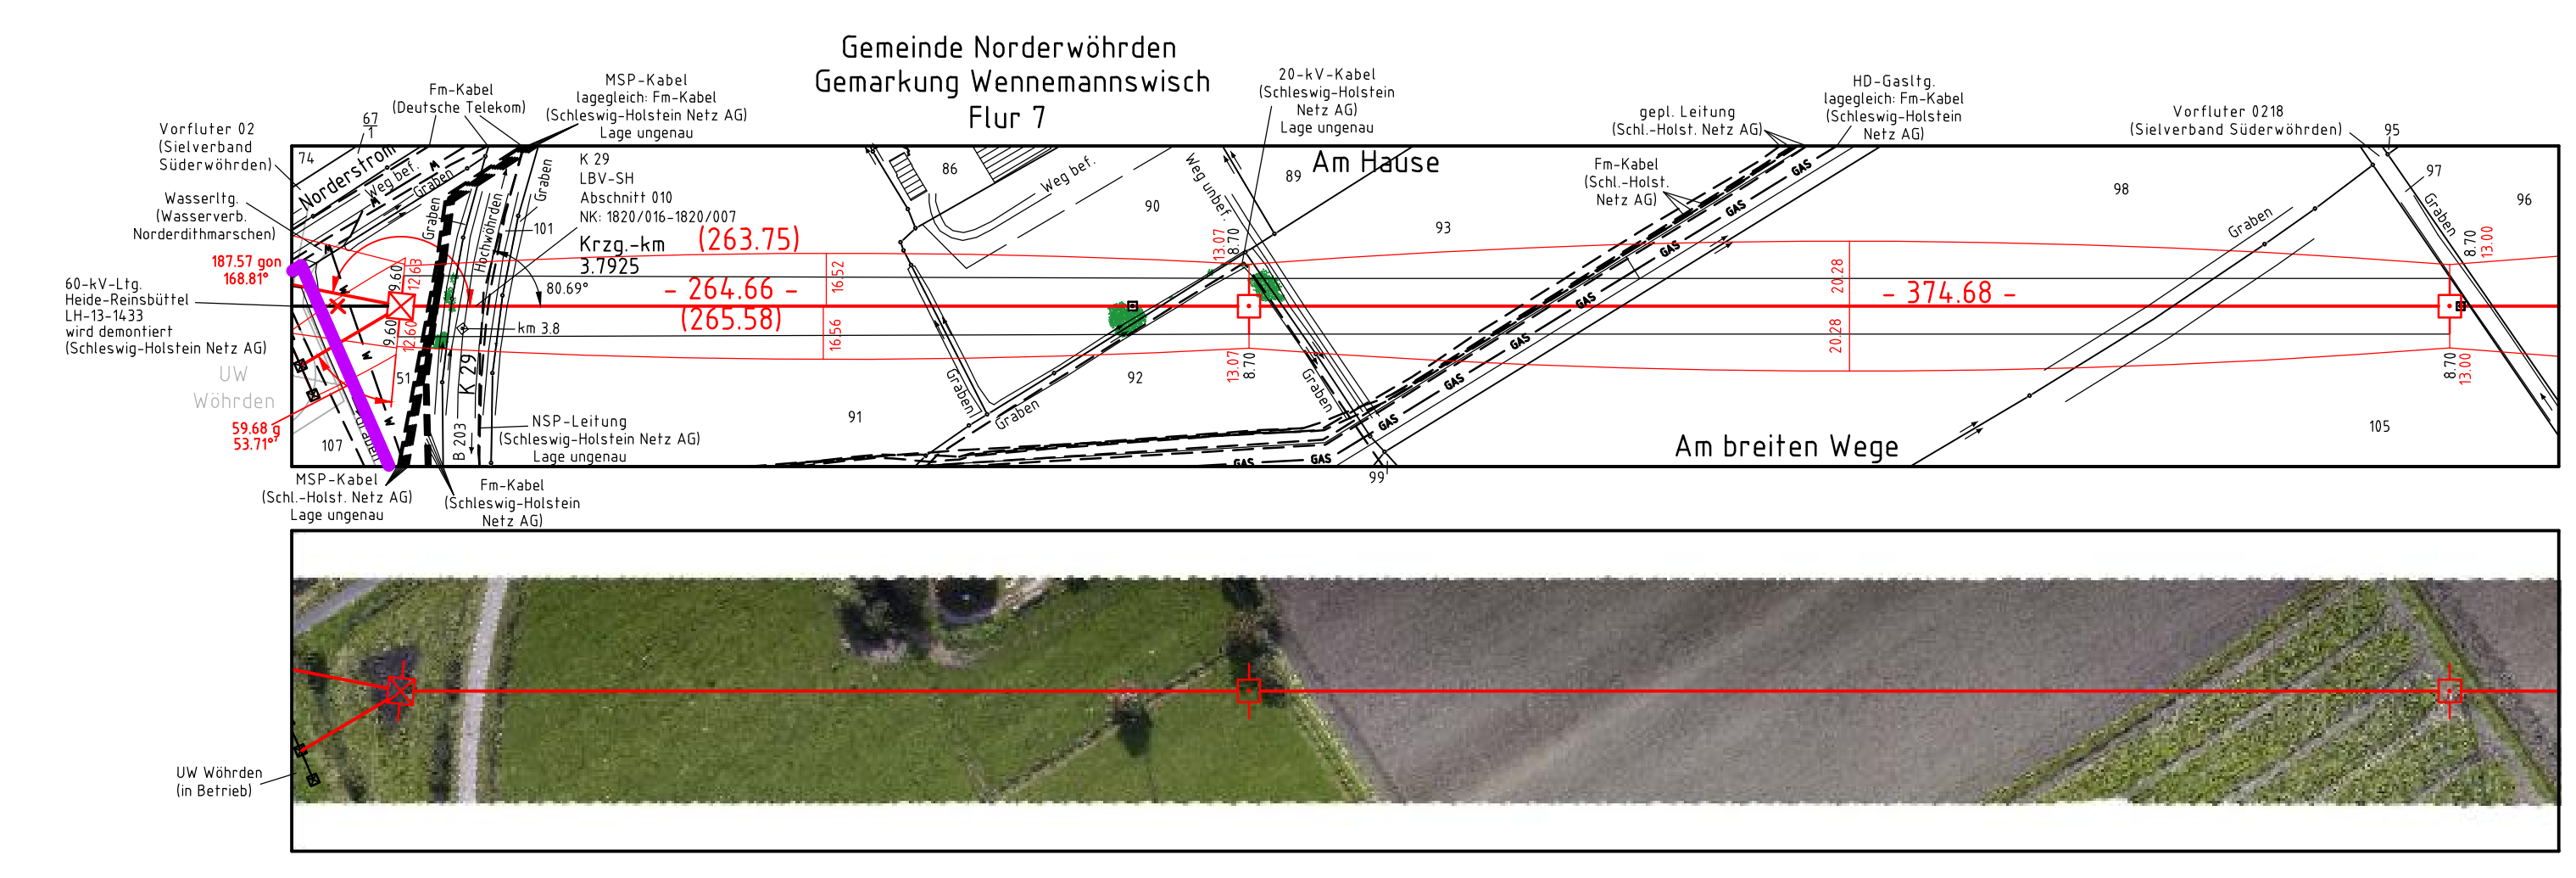 Gemeinde Norderwöhrden
Gemarkung Wennemannswisch
Flur 7
Fm-Kabel
(Deutsche Telekom)
MSP-Kabel
lagegleich: Fm-Kabel
(Schleswig-Holstein Netz AG)
Lage ungenau
20-kV-Kabel
(Schleswig-Holstein
Netz AG)
Lage ungenau
gepl. Leitung
(Schl.-Holst. Netz AG)
HD-Gasltg.
lagegleich: Fm-Kabel
(Schleswig-Holstein
Netz AG)
Vorfluter 0218
(Sielverband Süderwöhrden)
95
67
1
Vorfluter 02
(Sielverband
Süderwöhrden)
74
Norderstrom
Weg bef.
Graben
W
W
W
W
W
Wasserltg.
(Wasserverb.
Norderdithmarschen)
187.57 gon
168.81°
60-kV-Ltg.
Heide-Reinsbüttel
LH-13-1433
wird demontiert
(Schleswig-Holstein Netz AG)
UW
Wöhrden
59.68 g
53.71°
107
Graben
51
9.60
12.63
9.60
12.60
Graben
Hochwöhrden
Graben
101
K 29
LBV-SH
Abschnitt 010
NK: 1820/016-1820/007
Krzg.-km
3.7925
(263.75)
- 264.66 -
(265.58)
80.69°
km 3.8
K 29
B 203
NSP-Leitung
(Schleswig-Holstein Netz AG)
Lage ungenau
16.52
16.56
86
Weg bef.
90
Weg unbef.
89
Am Hause
13.07
8.70
13.07
8.70
Graben
Graben
Graben
91
92
93
Fm-Kabel
(Schl.-Holst.
Netz AG)
GAS
GAS
GAS
GAS
GAS
GAS
GAS
GAS
GAS
20.28
20.28
- 374.68 -
98
97
96
Graben
Graben
8.70
13.00
8.70
13.00
105
Am breiten Wege
99
MSP-Kabel
(Schl.-Holst. Netz AG)
Lage ungenau
Fm-Kabel
(Schleswig-Holstein
Netz AG)
UW Wöhrden
(in Betrieb)